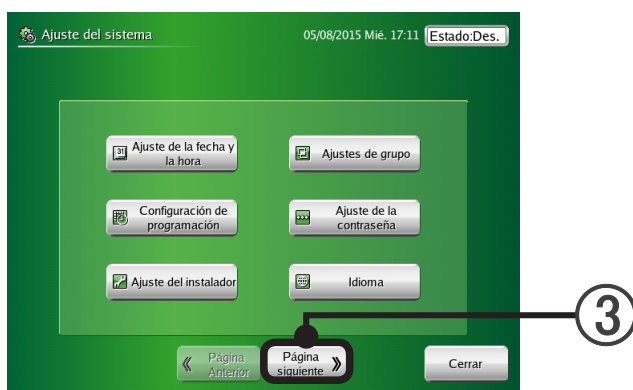 Ajuste del sistema
05/08/2015 Mié. 17:11 Estado:Des.
31 Ajuste de la fecha y
la hora
Ajustes de grupo
Configuración de
programación
Ajuste de la
contraseña
Ajuste del instalador
Idioma
Página
Anterior
Página
siguiente
Cerrar
3